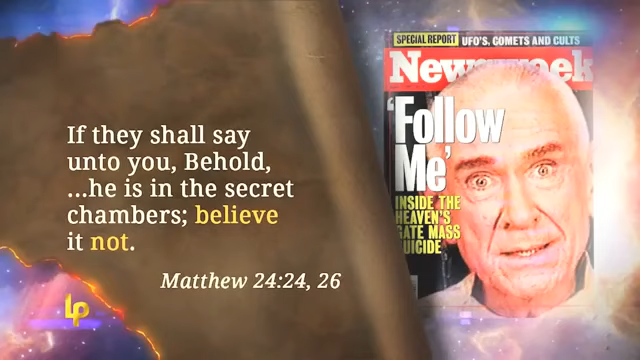 If they shall say
unto you, Behold,
...he is in the secret
chambers; believe
it not.
Matthew 24:24, 26
LP
SPECIAL REPORT UFO'S, COMETS AND CULTS
Newsweek
'Follow
Me'
INSIDE THE
HEAVEN'S
GATE MASS
SUICIDE